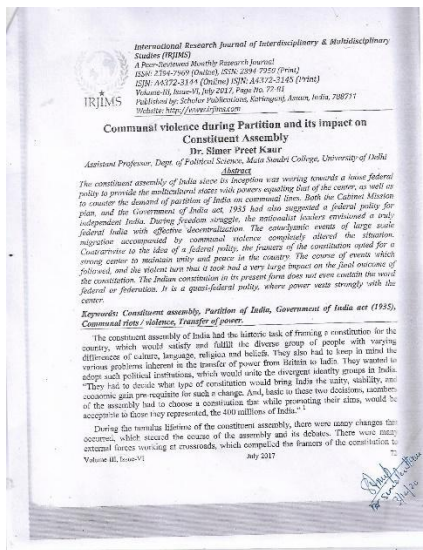 International Research Journal of Interdisciplinary & Multidisciplinary
Studies (IRJIMS)
A Peer-Reviewed Monthly Research Journal
ISSN: 2394-7969 (Online), ISSN: 2394-7950 (Print)
ISJN: A4372-3144 (Online) ISJN: A4372-3145 (Print)
Volume-III, Issue-VI, July 2017, Page No. 72-81
Published by: Scholar Publications, Karimganj, Assam, India, 788711
Website: http://www.irjims.com
IRJIMS
Communal violence during Partition and its impact on
Constituent Assembly
Dr. Simer Preet Kaur
Assistant Professor, Dept. of Political Science, Mata Sundri College, University of Delhi
Abstract
The constituent assembly of India since its inception was working towards a loose federal
polity to provide the multicultural states with powers equaling that of the center, as well as
to counter the demand of partition of India on communal lines. Both the Cabinet Mission
plan, and the Government of India act, 1935 had also suggested a federal policy for
independent India. During freedom struggle, the nationalist leaders envisioned a truly
federal India with effective decentralization. The cataclysmic events of large scale
migration accompanied by communal violence completely altered the situation.
Contrariwise to the idea of a federal polity, the framers of the constitution opted for a
strong center to maintain unity and peace in the country. The course of events which
followed, and the violent turn that it took had a very large impact on the final outcome of
the constitution. The Indian constitution in its present form does not even contain the word
federal or federation. It is a quasi-federal polity, where power vests strongly with the
center.
Keywords: Constituent assembly, Partition of India, Government of India act (1935),
Communal riots / violence, Transfer of power.
The constituent assembly of India had the historic task of framing a constitution for the
country, which would satisfy and fulfill the diverse group of people with varying
differences of culture, language, religion and beliefs. They also had to keep in mind the
various problems inherent in the transfer of power from Britain to India. They wanted to
adopt such political institutions, which would unite the divergent identity groups in India.
"They had to decide what type of constitution would bring India the unity, stability, and
economic gain pre-requisite for such a change. And, basic to these two decisions, members
of the assembly had to choose a constitution that while promoting their aims, would be
acceptable to those they represented, the 400 millions of India." 1
During the tumulus lifetime of the constituent assembly, there were many changes that
occurred, which steered the course of the assembly and its debates. There were many
external forces working at crossroads, which compelled the framers of the constitution to
Volume-III, Issue-VI July 2017 72